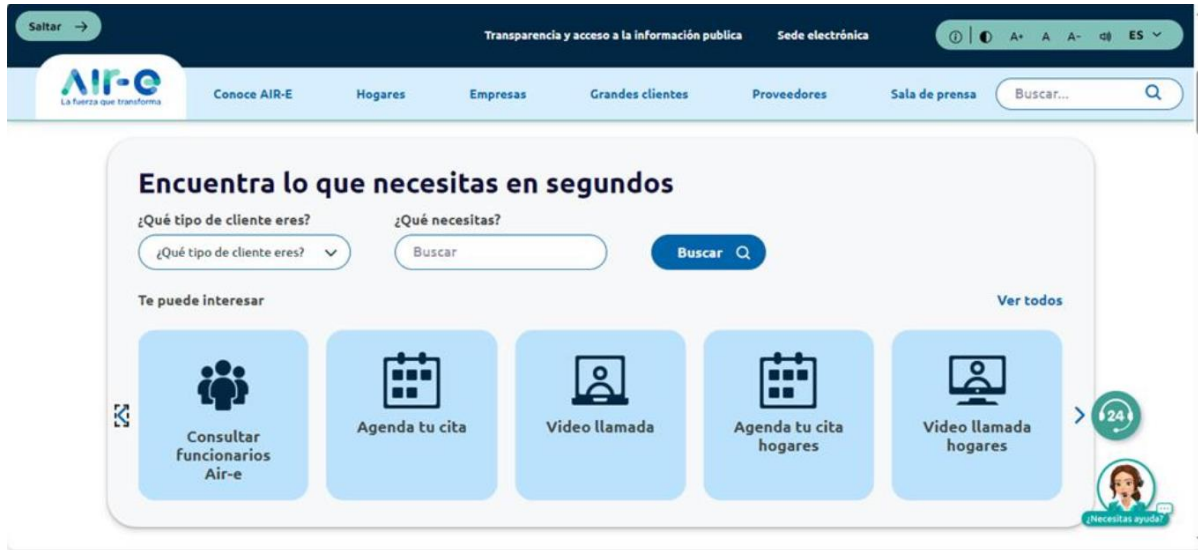 Saltar
Transparencia y acceso a la información publica
Sede electrónica
A+ A A- ES
AIr-e
La fuerza que transforma
Conoce AIR-E
Hogares
Empresas
Grandes clientes
Proveedores
Sala de prensa
Buscar...
Encuentra lo que necesitas en segundos
¿Qué tipo de cliente eres?
¿Qué necesitas?
¿Qué tipo de cliente eres?
Buscar
Buscar
Te puede interesar
Ver todos
Consultar
funcionarios
Air-e
Agenda tu cita
Video llamada
Agenda tu cita
hogares
Video llamada
hogares
24
¿Necesitas ayuda?